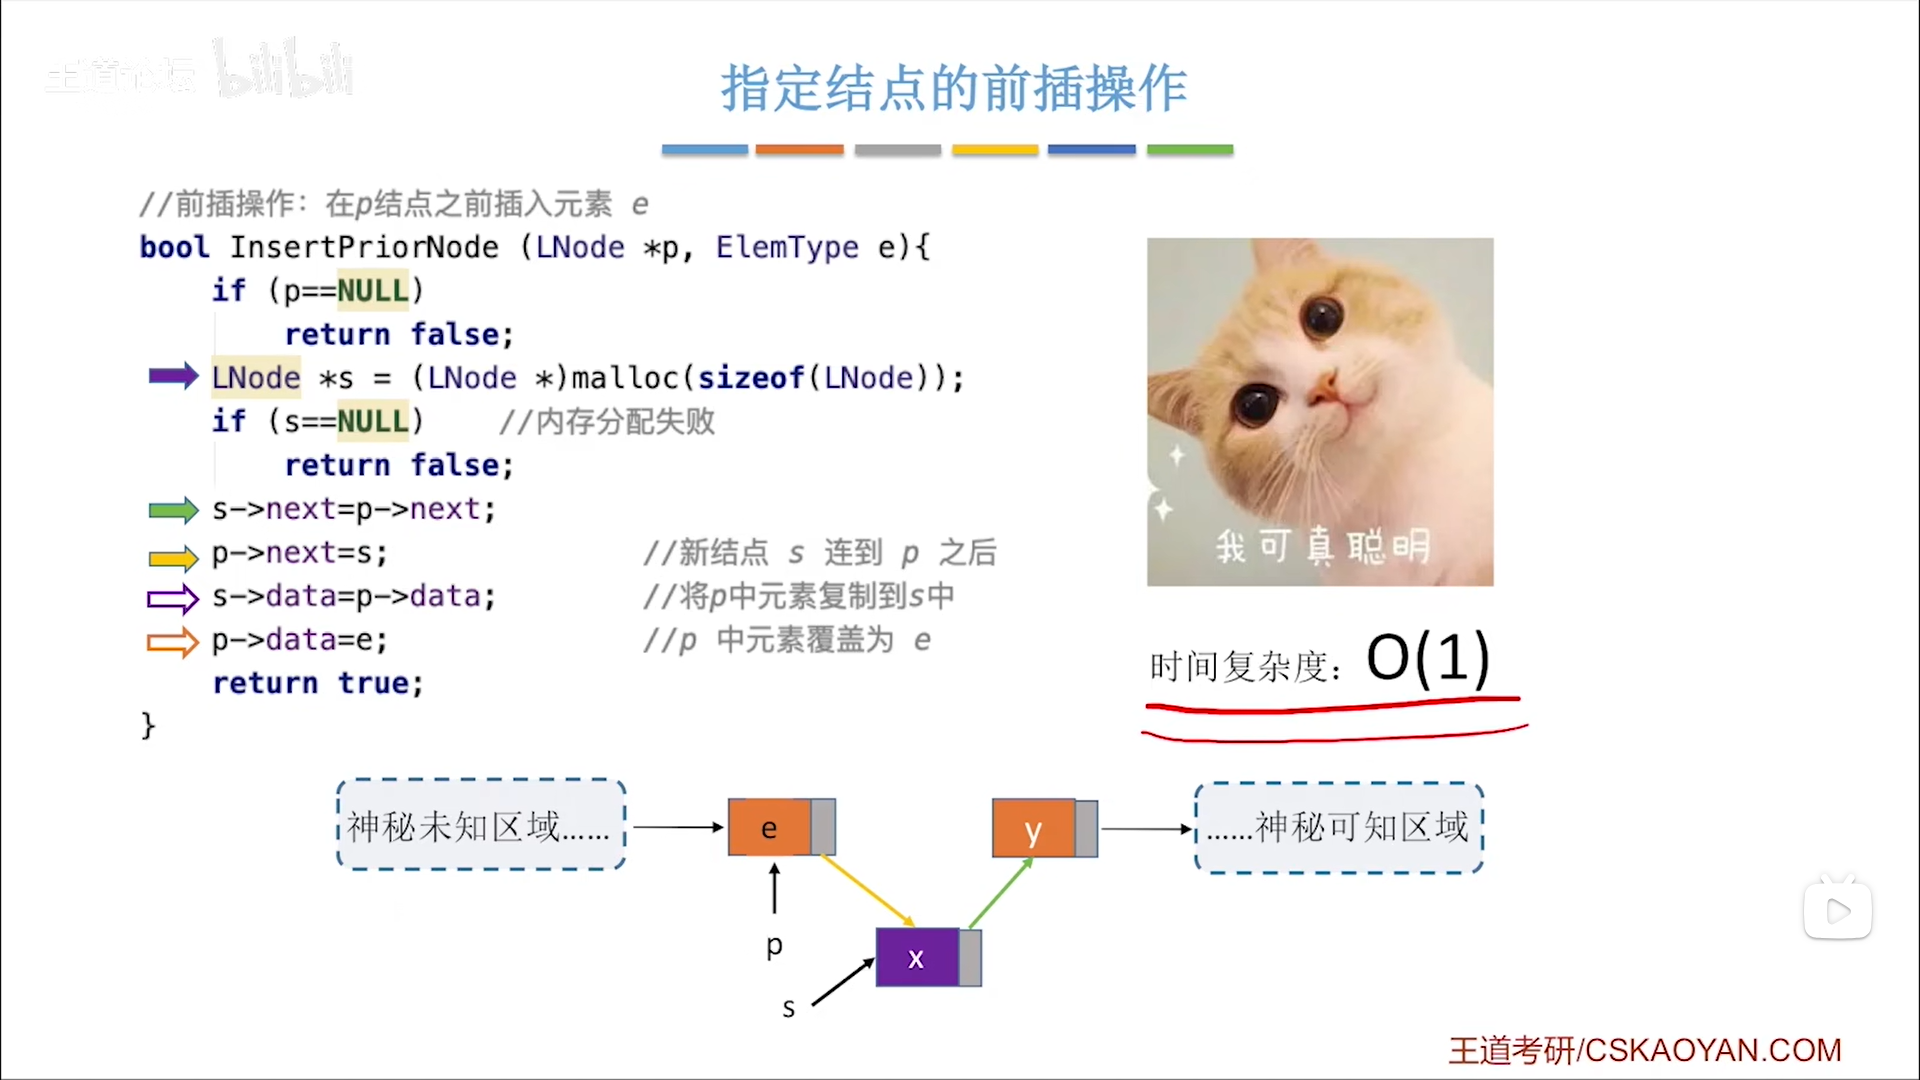 王道论坛 bilibili
指定结点的前插操作
//前插操作：在p结点之前插入元素 e
bool InsertPriorNode (LNode *p, ElemType e){
if (p==NULL)
return false;
LNode *s = (LNode *)malloc(sizeof(LNode));
if (s==NULL) //内存分配失败
return false;
s->next=p->next;
p->next=s; //新结点 s 连到 p 之后
s->data=p->data; //将p中元素复制到s中
p->data=e; //p 中元素覆盖为 e
return true;
}
我可真聪明
时间复杂度：O(1)
神秘未知区域…… e y ……神秘可知区域
p
x
s
王道考研/CSKAOYAN.COM